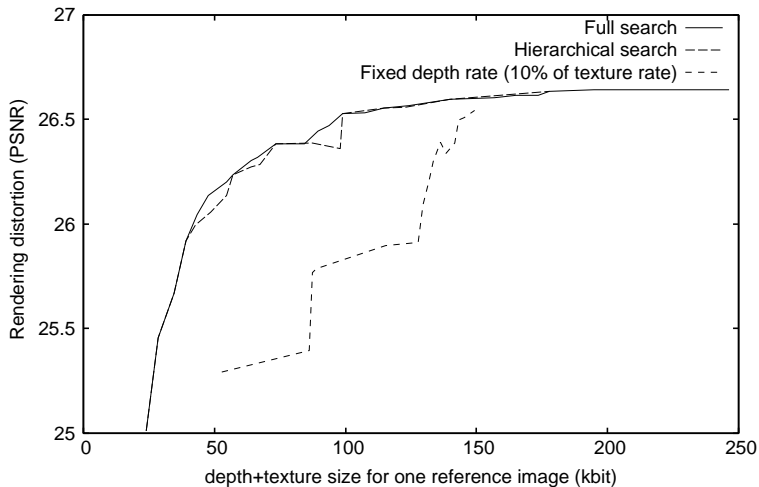 27
26.5
26
25.5
25
0
50
100
150
200
250
Rendering distortion (PSNR)
depth+texture size for one reference image (kbit)
Full search
Hierarchical search
Fixed depth rate (10% of texture rate)